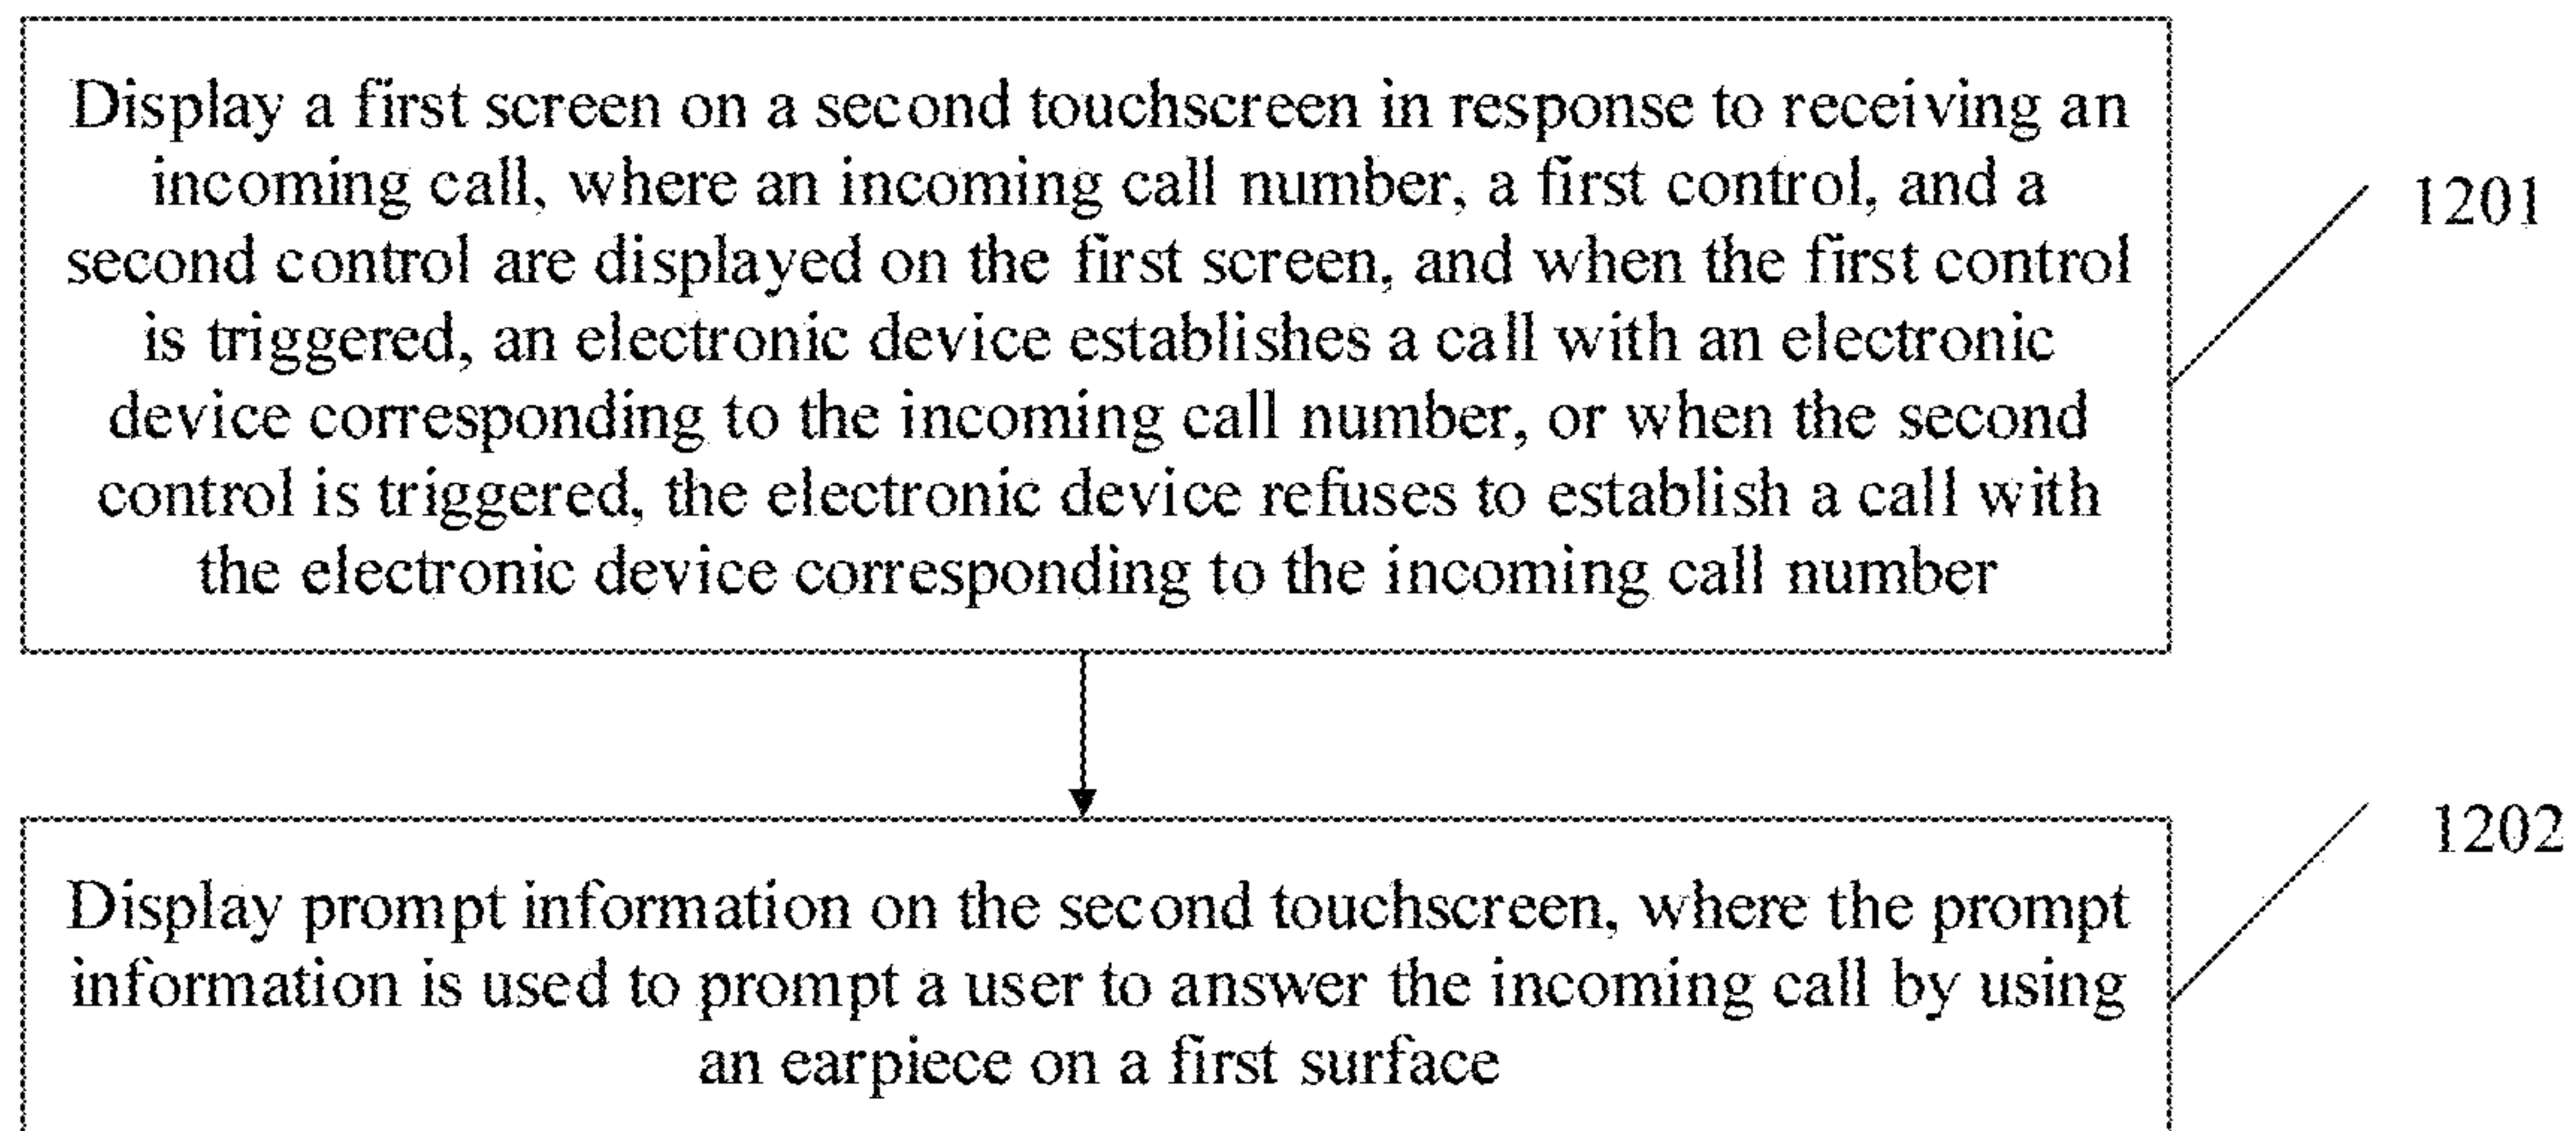 Display a first screen on a second touchscreen in response to receiving an
incoming call, where an incoming call number, a first control, and a
second control are displayed on the first screen, and when the first control
is triggered, an electronic device establishes a call with an electronic
device corresponding to the incoming call number, or when the second
control is triggered, the electronic device refuses to establish a call with
the electronic device corresponding to the incoming call number
1201
Display prompt information on the second touchscreen, where the prompt
information is used to prompt a user to answer the incoming call by using
an earpiece on a first surface
1202